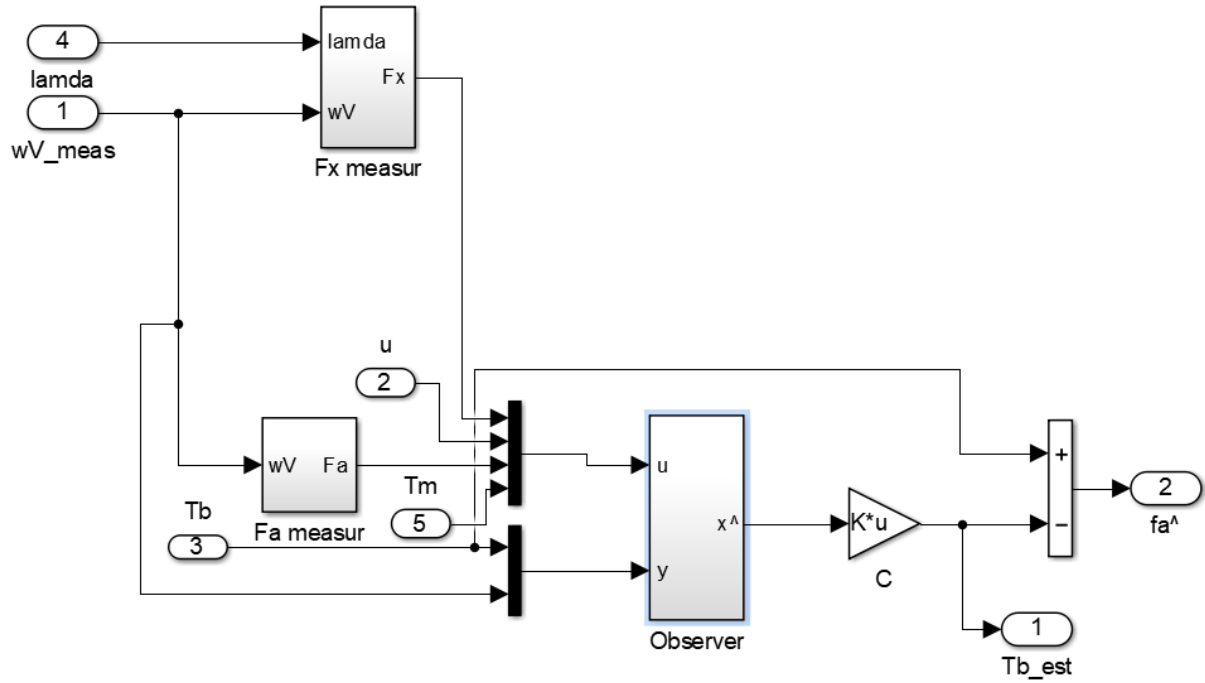 4
lamda
1
wV_meas
lamda
Fx
wV
Fx measur
u
2
wV
Fa
Fa measur
Tm
5
Tb
3
u
x^
y
Observer
K*u
C
+
−
2
fa^
1
Tb_est